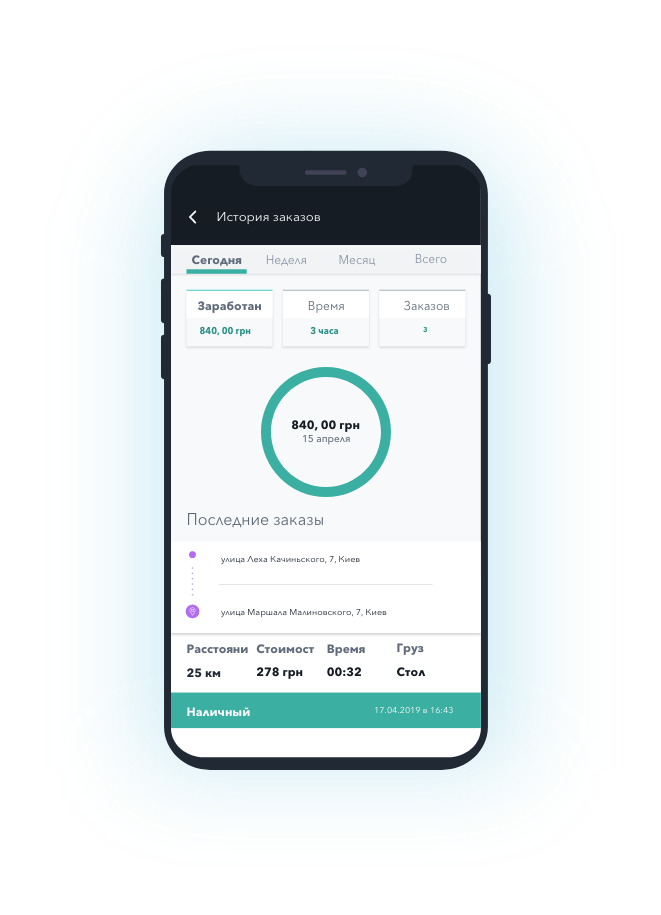 История заказов
Сегодня Неделя Месяц Всего
Заработан Время Заказов
840, 00 грн 3 часа 3
840, 00 грн
15 апреля
Последние заказы
улица Леха Качиньского, 7, Киев
улица Маршала Малиновского, 7, Киев
Расстояни Стоимост Время Груз
25 км 278 грн 00:32 Стол
Наличный 17.04.2019 в 16:43